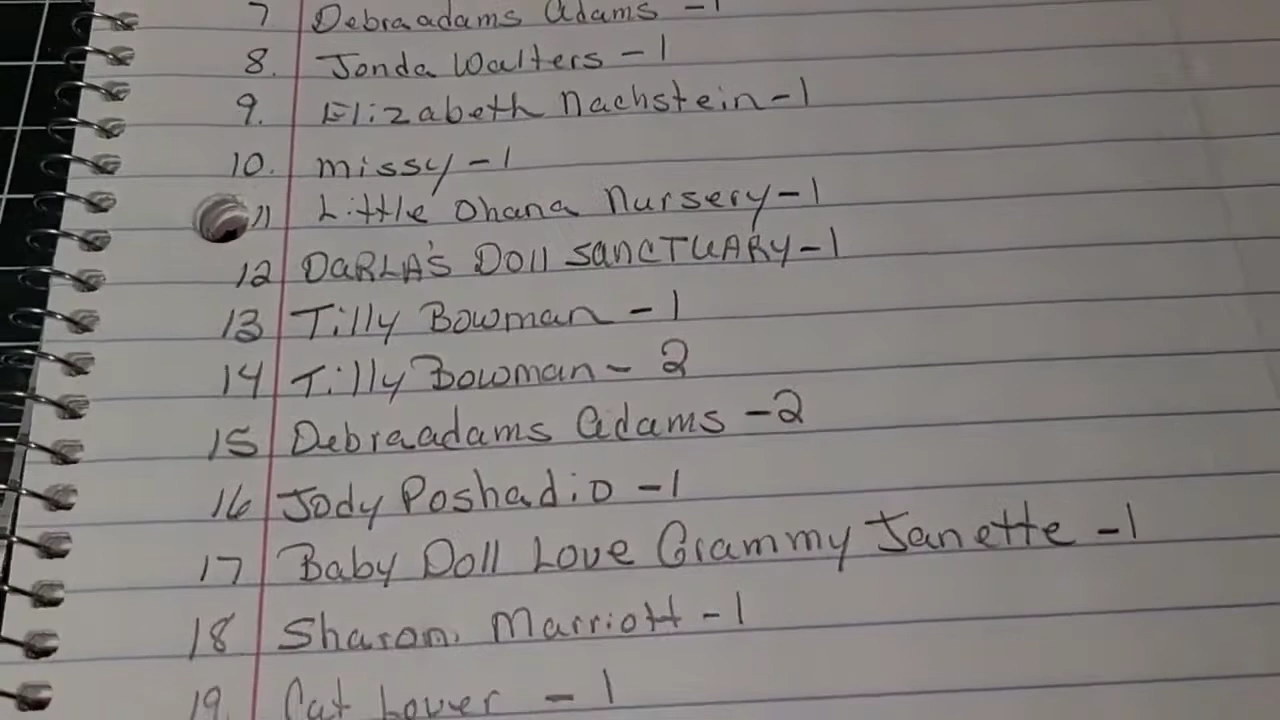 7 Debraadams Adams - 1
8. Jonda Walters - 1
9. Elizabeth Nachstein - 1
10. missy - 1
11 Little Ohana Nursery - 1
12 DARLA'S Doll SANCTUARY - 1
13 Tilly Bowman - 1
14 Tilly Bowman - 2
15 Debraadams Adams - 2
16 Jody Poshadio - 1
17 Baby Doll Love Grammy Janette - 1
18 Sharon Marriott - 1
19. Cat Lover - 1